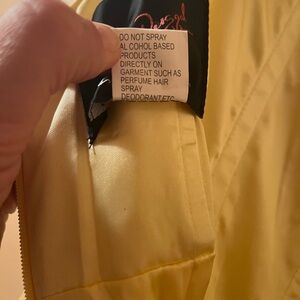 DO NOT SPRAY
AL COHOL BASED
PRODUCTS
DIRECTLY ON
GARMENT SUCH AS
PERFUME HAIR
SPRAY
DEODORANT.ETC